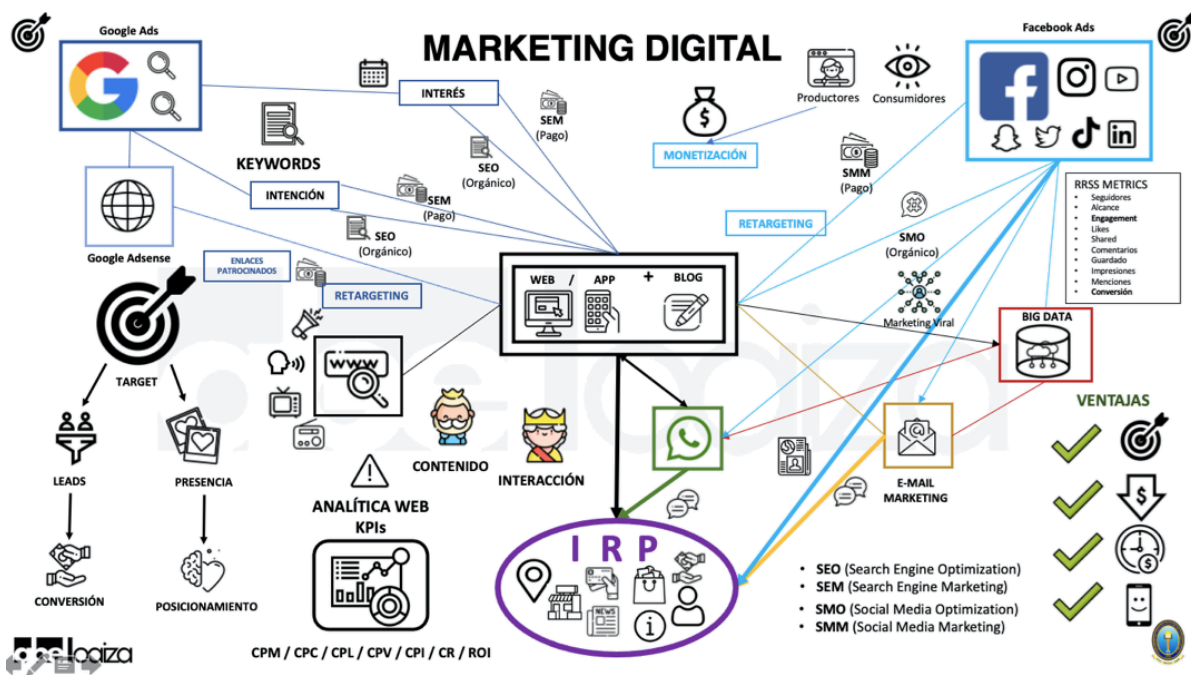 MARKETING DIGITAL
Google Ads
Facebook Ads
INTERÉS
Productores
Consumidores
SEM
(Pago)
KEYWORDS
SEO
(Orgánico)
MONETIZACIÓN
SMM
(Pago)
INTENCIÓN
SEM
(Pago)
SEO
(Orgánico)
RETARGETING
SMO
(Orgánico)
RRSS METRICS
• Seguidores
• Alcance
• Engagement
• Likes
• Shared
• Comentarios
• Guardado
• Impresiones
• Menciones
• Conversión
Google Adsense
ENLACES
PATROCINADOS
RETARGETING
WEB / APP + BLOG
Marketing Viral
BIG DATA
WWW
TARGET
VENTAJAS
CONTENIDO
INTERACCIÓN
E-MAIL
MARKETING
LEADS
PRESENCIA
ANALÍTICA WEB
KPIs
I R P
NEWS
CONVERSIÓN
POSICIONAMIENTO
• SEO (Search Engine Optimization)
• SEM (Search Engine Marketing)
• SMO (Social Media Optimization)
• SMM (Social Media Marketing)
CPM / CPC / CPL / CPV / CPI / CR / ROI
abel loaiza